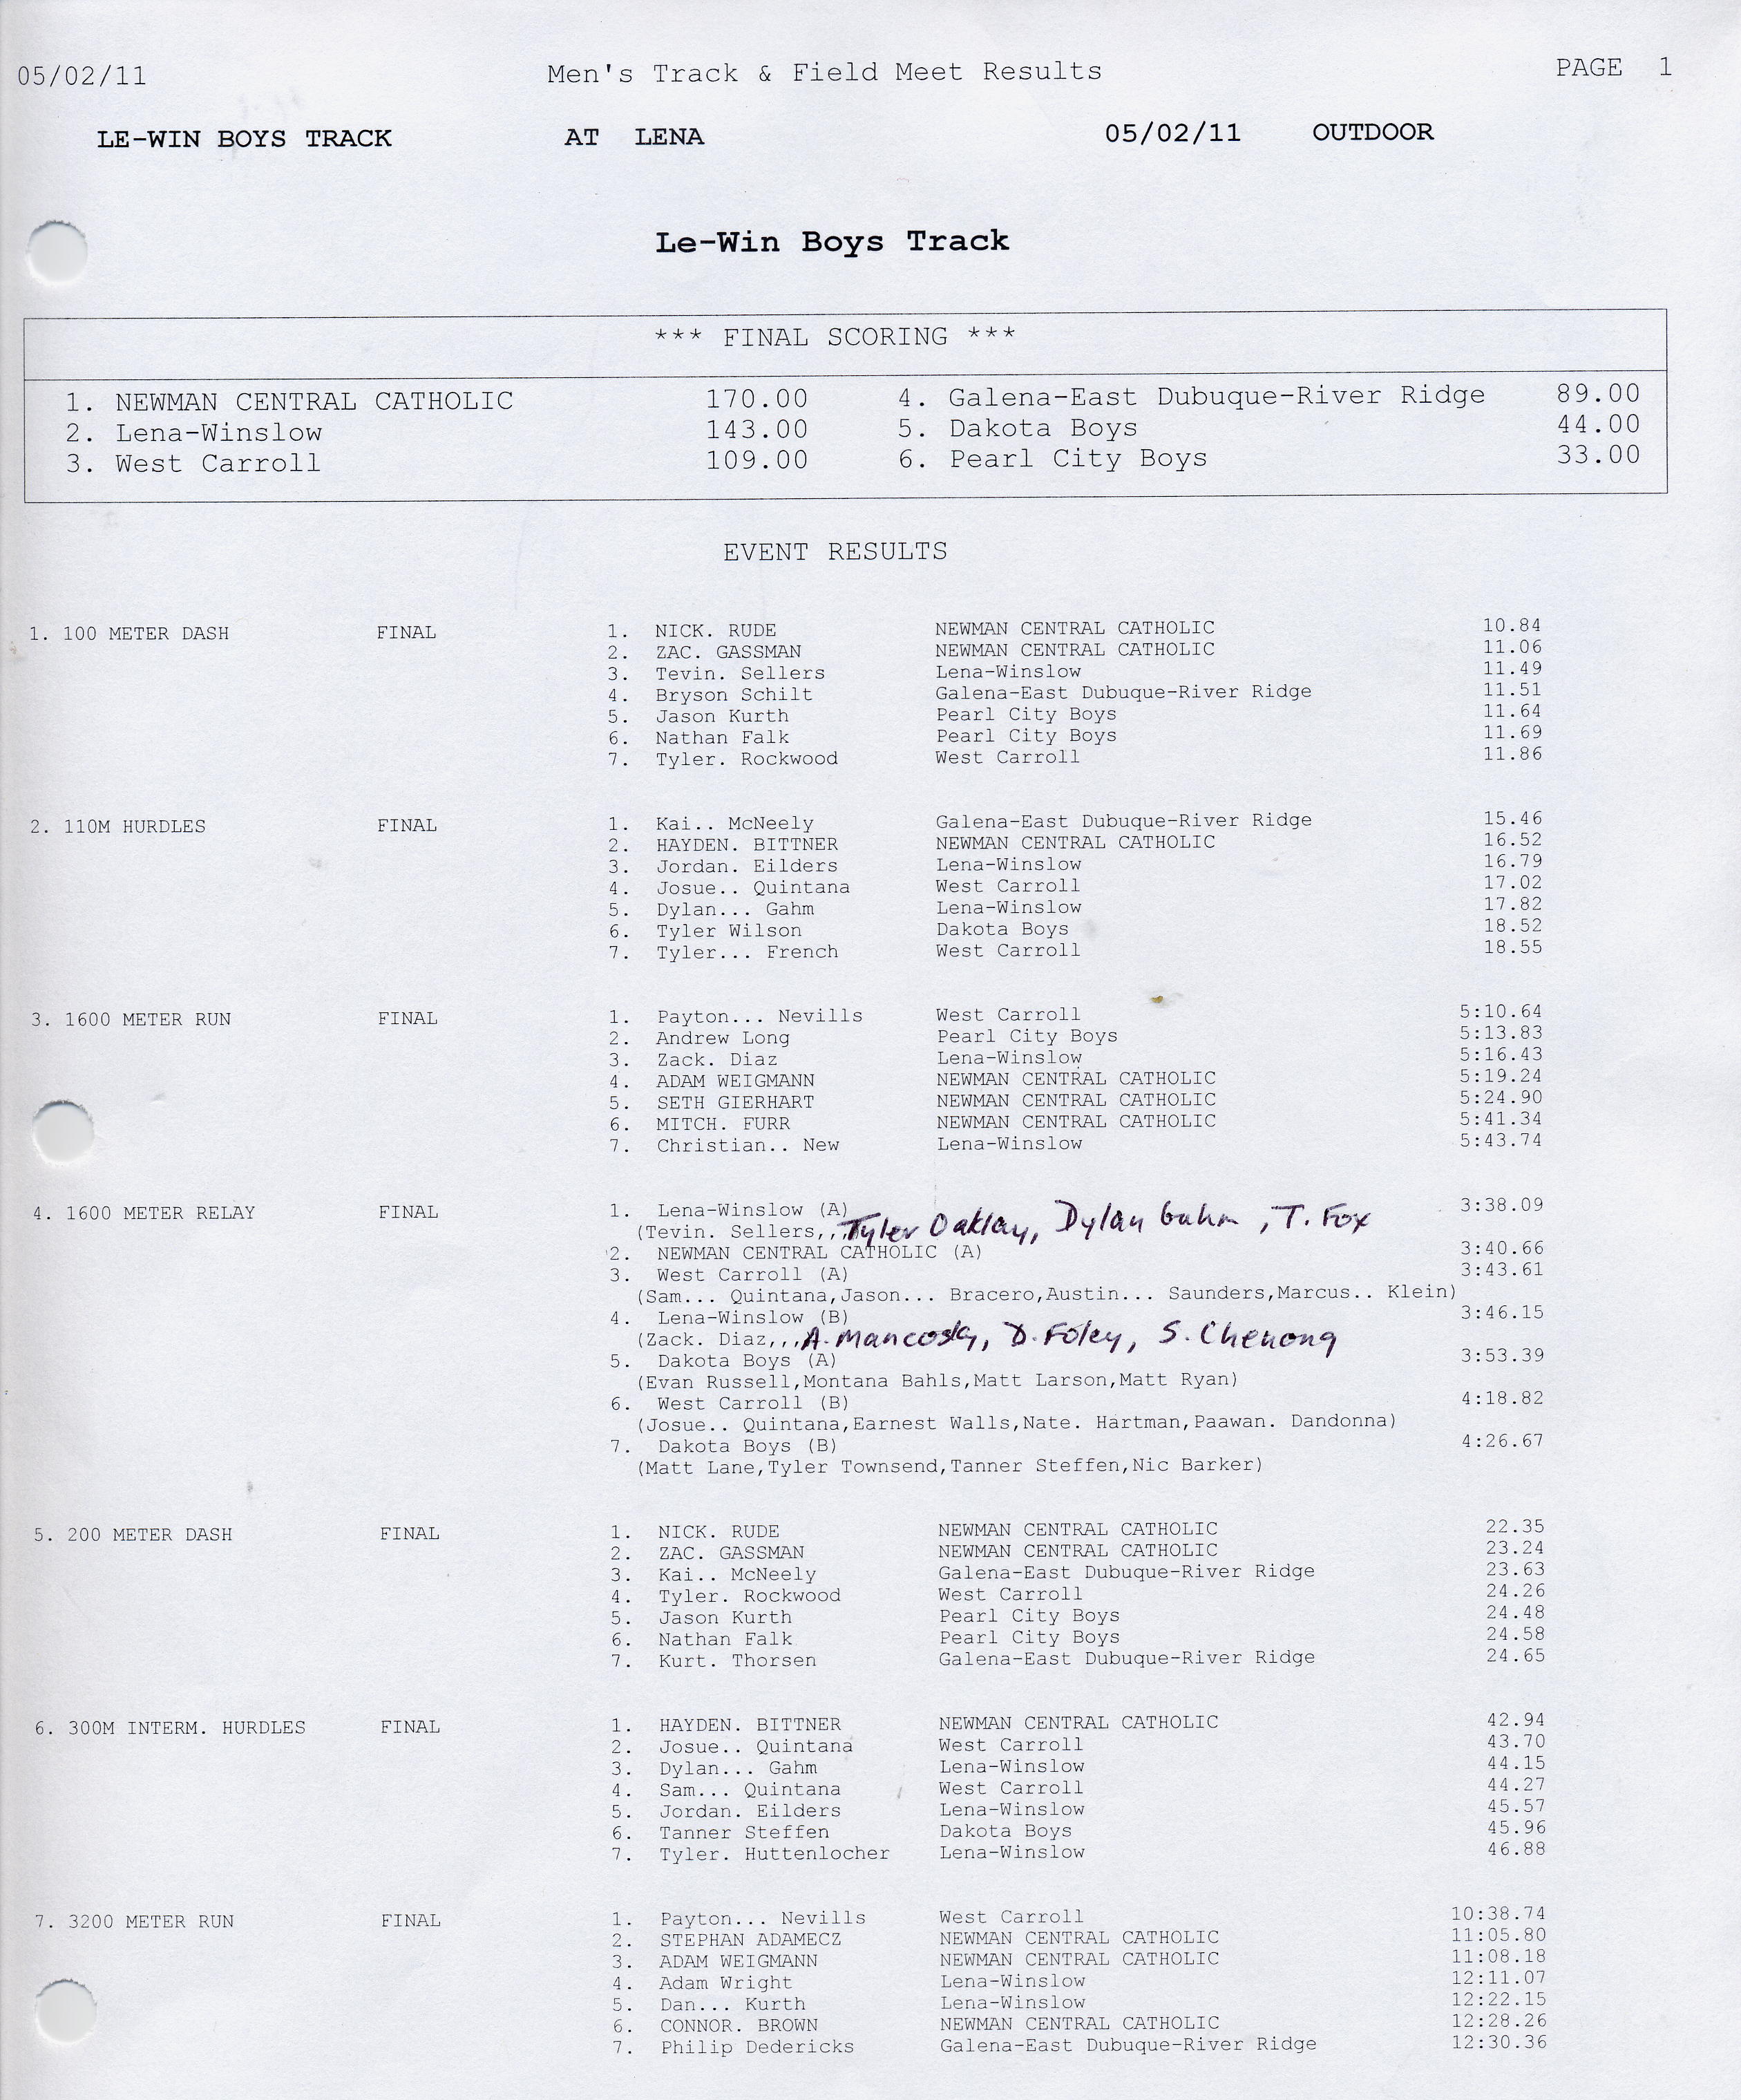 05/02/11 Men's Track & Field Meet Results PAGE 1
LE-WIN BOYS TRACK AT LENA 05/02/11 OUTDOOR
Le-Win Boys Track
*** FINAL SCORING ***
1. NEWMAN CENTRAL CATHOLIC 170.00 4. Galena-East Dubuque-River Ridge 89.00
2. Lena-Winslow 143.00 5. Dakota Boys 44.00
3. West Carroll 109.00 6. Pearl City Boys 33.00
EVENT RESULTS
1. 100 METER DASH FINAL 1. NICK. RUDE NEWMAN CENTRAL CATHOLIC 10.84
2. ZAC. GASSMAN NEWMAN CENTRAL CATHOLIC 11.06
3. Tevin. Sellers Lena-Winslow 11.49
4. Bryson Schilt Galena-East Dubuque-River Ridge 11.51
5. Jason Kurth Pearl City Boys 11.64
6. Nathan Falk Pearl City Boys 11.69
7. Tyler. Rockwood West Carroll 11.86
2. 110M HURDLES FINAL 1. Kai.. McNeely Galena-East Dubuque-River Ridge 15.46
2. HAYDEN. BITTNER NEWMAN CENTRAL CATHOLIC 16.52
3. Jordan. Eilders Lena-Winslow 16.79
4. Josue.. Quintana West Carroll 17.02
5. Dylan... Gahm Lena-Winslow 17.82
6. Tyler Wilson Dakota Boys 18.52
7. Tyler... French West Carroll 18.55
3. 1600 METER RUN FINAL 1. Payton... Nevills West Carroll 5:10.64
2. Andrew Long Pearl City Boys 5:13.83
3. Zack. Diaz Lena-Winslow 5:16.43
4. ADAM WEIGMANN NEWMAN CENTRAL CATHOLIC 5:19.24
5. SETH GIERHART NEWMAN CENTRAL CATHOLIC 5:24.90
6. MITCH. FURR NEWMAN CENTRAL CATHOLIC 5:41.34
7. Christian.. New Lena-Winslow 5:43.74
4. 1600 METER RELAY FINAL 1. Lena-Winslow (A) 3:38.09
(Tevin. Sellers,,,Tyler Oakley, Dylan Gahm, T. Fox
2. NEWMAN CENTRAL CATHOLIC (A) 3:40.66
3. West Carroll (A) 3:43.61
(Sam... Quintana,Jason... Bracero,Austin... Saunders,Marcus.. Klein)
4. Lena-Winslow (B) 3:46.15
(Zack. Diaz,,,A. Mancosky, D. Foley, S.
5. Dakota Boys (A) 3:53.39
(Evan Russell,Montana Bahls,Matt Larson,Matt Ryan)
6. West Carroll (B) 4:18.82
(Josue.. Quintana,Earnest Walls,Nate. Hartman,Paawan. Dandonna)
7. Dakota Boys (B) 4:26.67
(Matt Lane,Tyler Townsend,Tanner Steffen,Nic Barker)
5. 200 METER DASH FINAL 1. NICK. RUDE NEWMAN CENTRAL CATHOLIC 22.35
2. ZAC. GASSMAN NEWMAN CENTRAL CATHOLIC 23.24
3. Kai.. McNeely Galena-East Dubuque-River Ridge 23.63
4. Tyler. Rockwood West Carroll 24.26
5. Jason Kurth Pearl City Boys 24.48
6. Nathan Falk Pearl City Boys 24.58
7. Kurt. Thorsen Galena-East Dubuque-River Ridge 24.65
6. 300M INTERM. HURDLES FINAL 1. HAYDEN. BITTNER NEWMAN CENTRAL CATHOLIC 42.94
2. Josue.. Quintana West Carroll 43.70
3. Dylan... Gahm Lena-Winslow 44.15
4. Sam... Quintana West Carroll 44.27
5. Jordan. Eilders Lena-Winslow 45.57
6. Tanner Steffen Dakota Boys 45.96
7. Tyler. Huttenlocher Lena-Winslow 46.88
7. 3200 METER RUN FINAL 1. Payton... Nevills West Carroll 10:38.74
2. STEPHAN ADAMECZ NEWMAN CENTRAL CATHOLIC 11:05.80
3. ADAM WEIGMANN NEWMAN CENTRAL CATHOLIC 11:08.18
4. Adam Wright Lena-Winslow 12:11.07
5. Dan... Kurth Lena-Winslow 12:22.15
6. CONNOR. BROWN NEWMAN CENTRAL CATHOLIC 12:28.26
7. Philip Dedericks Galena-East Dubuque-River Ridge 12:30.36